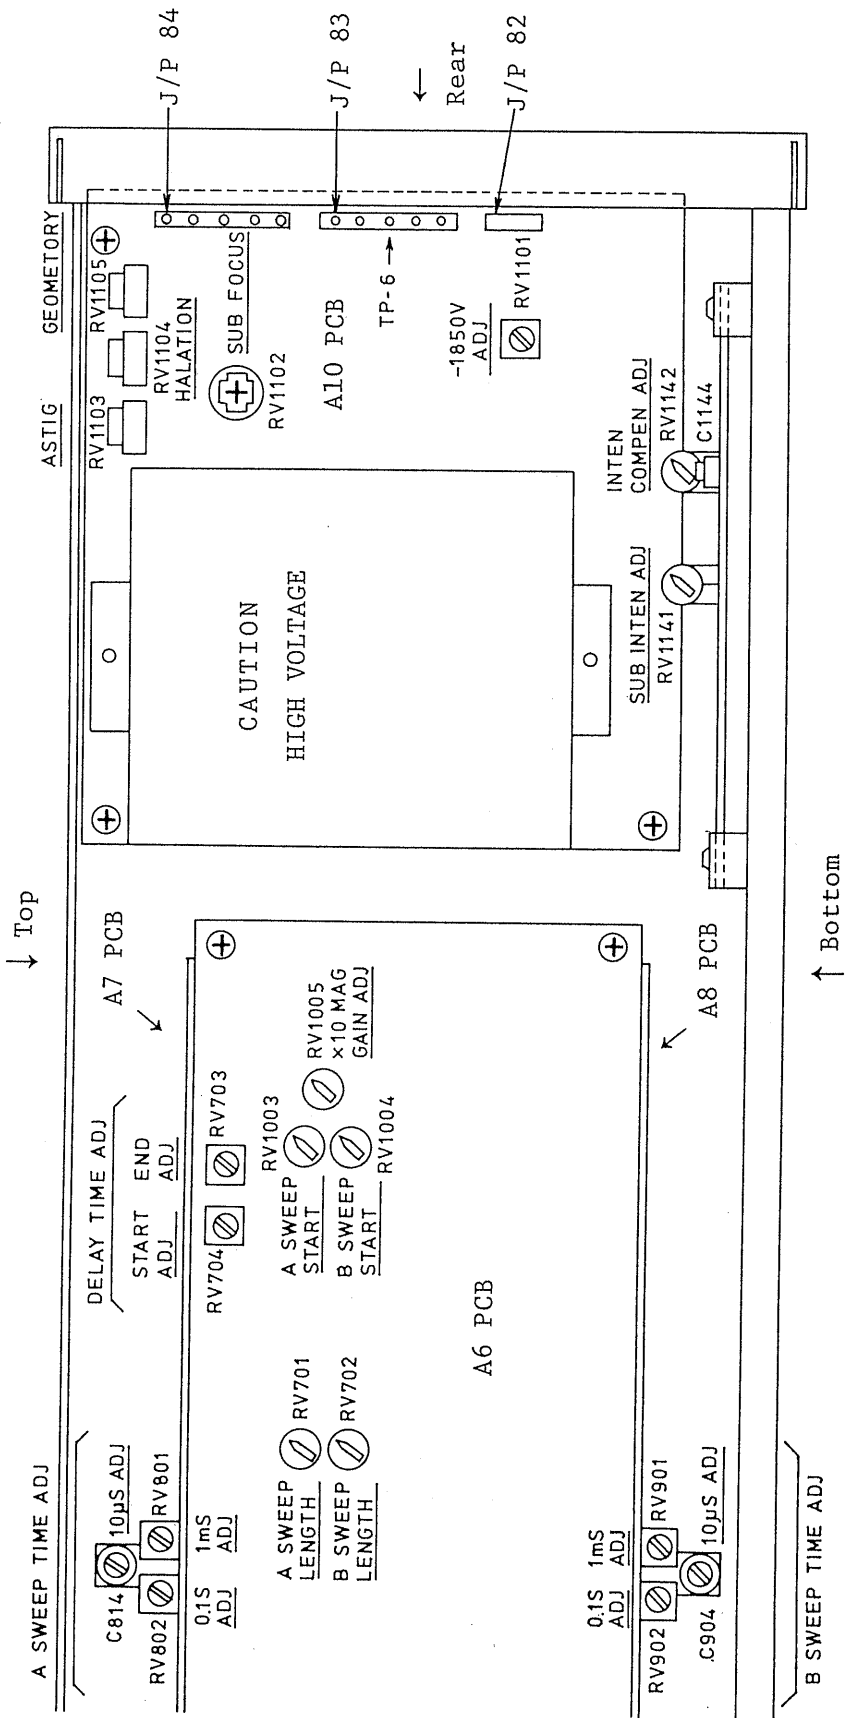 A SWEEP TIME ADJ
C814
10µS ADJ
RV802
RV801
0.1S
ADJ
1mS
ADJ
DELAY TIME ADJ
START
ADJ
END
ADJ
RV704
RV703
↓ Top
A7 PCB
A SWEEP
LENGTH
RV701
B SWEEP
LENGTH
RV702
RV1003
A SWEEP
START
B SWEEP
START
RV1004
RV1005
×10 MAG
GAIN ADJ
A6 PCB
0.1S
ADJ
1mS
ADJ
RV902
RV901
C904
10µS ADJ
B SWEEP TIME ADJ
A8 PCB
↑ Bottom
CAUTION
HIGH VOLTAGE
ASTIG
RV1103
GEOMETORY
RV1105
RV1104
HALATION
SUB FOCUS
RV1102
A10 PCB
TP-6
-1850V
ADJ
RV1101
SUB INTEN ADJ
RV1141
INTEN
COMPEN ADJ
RV1142
C1144
J/P 84
J/P 83
← Rear
J/P 82